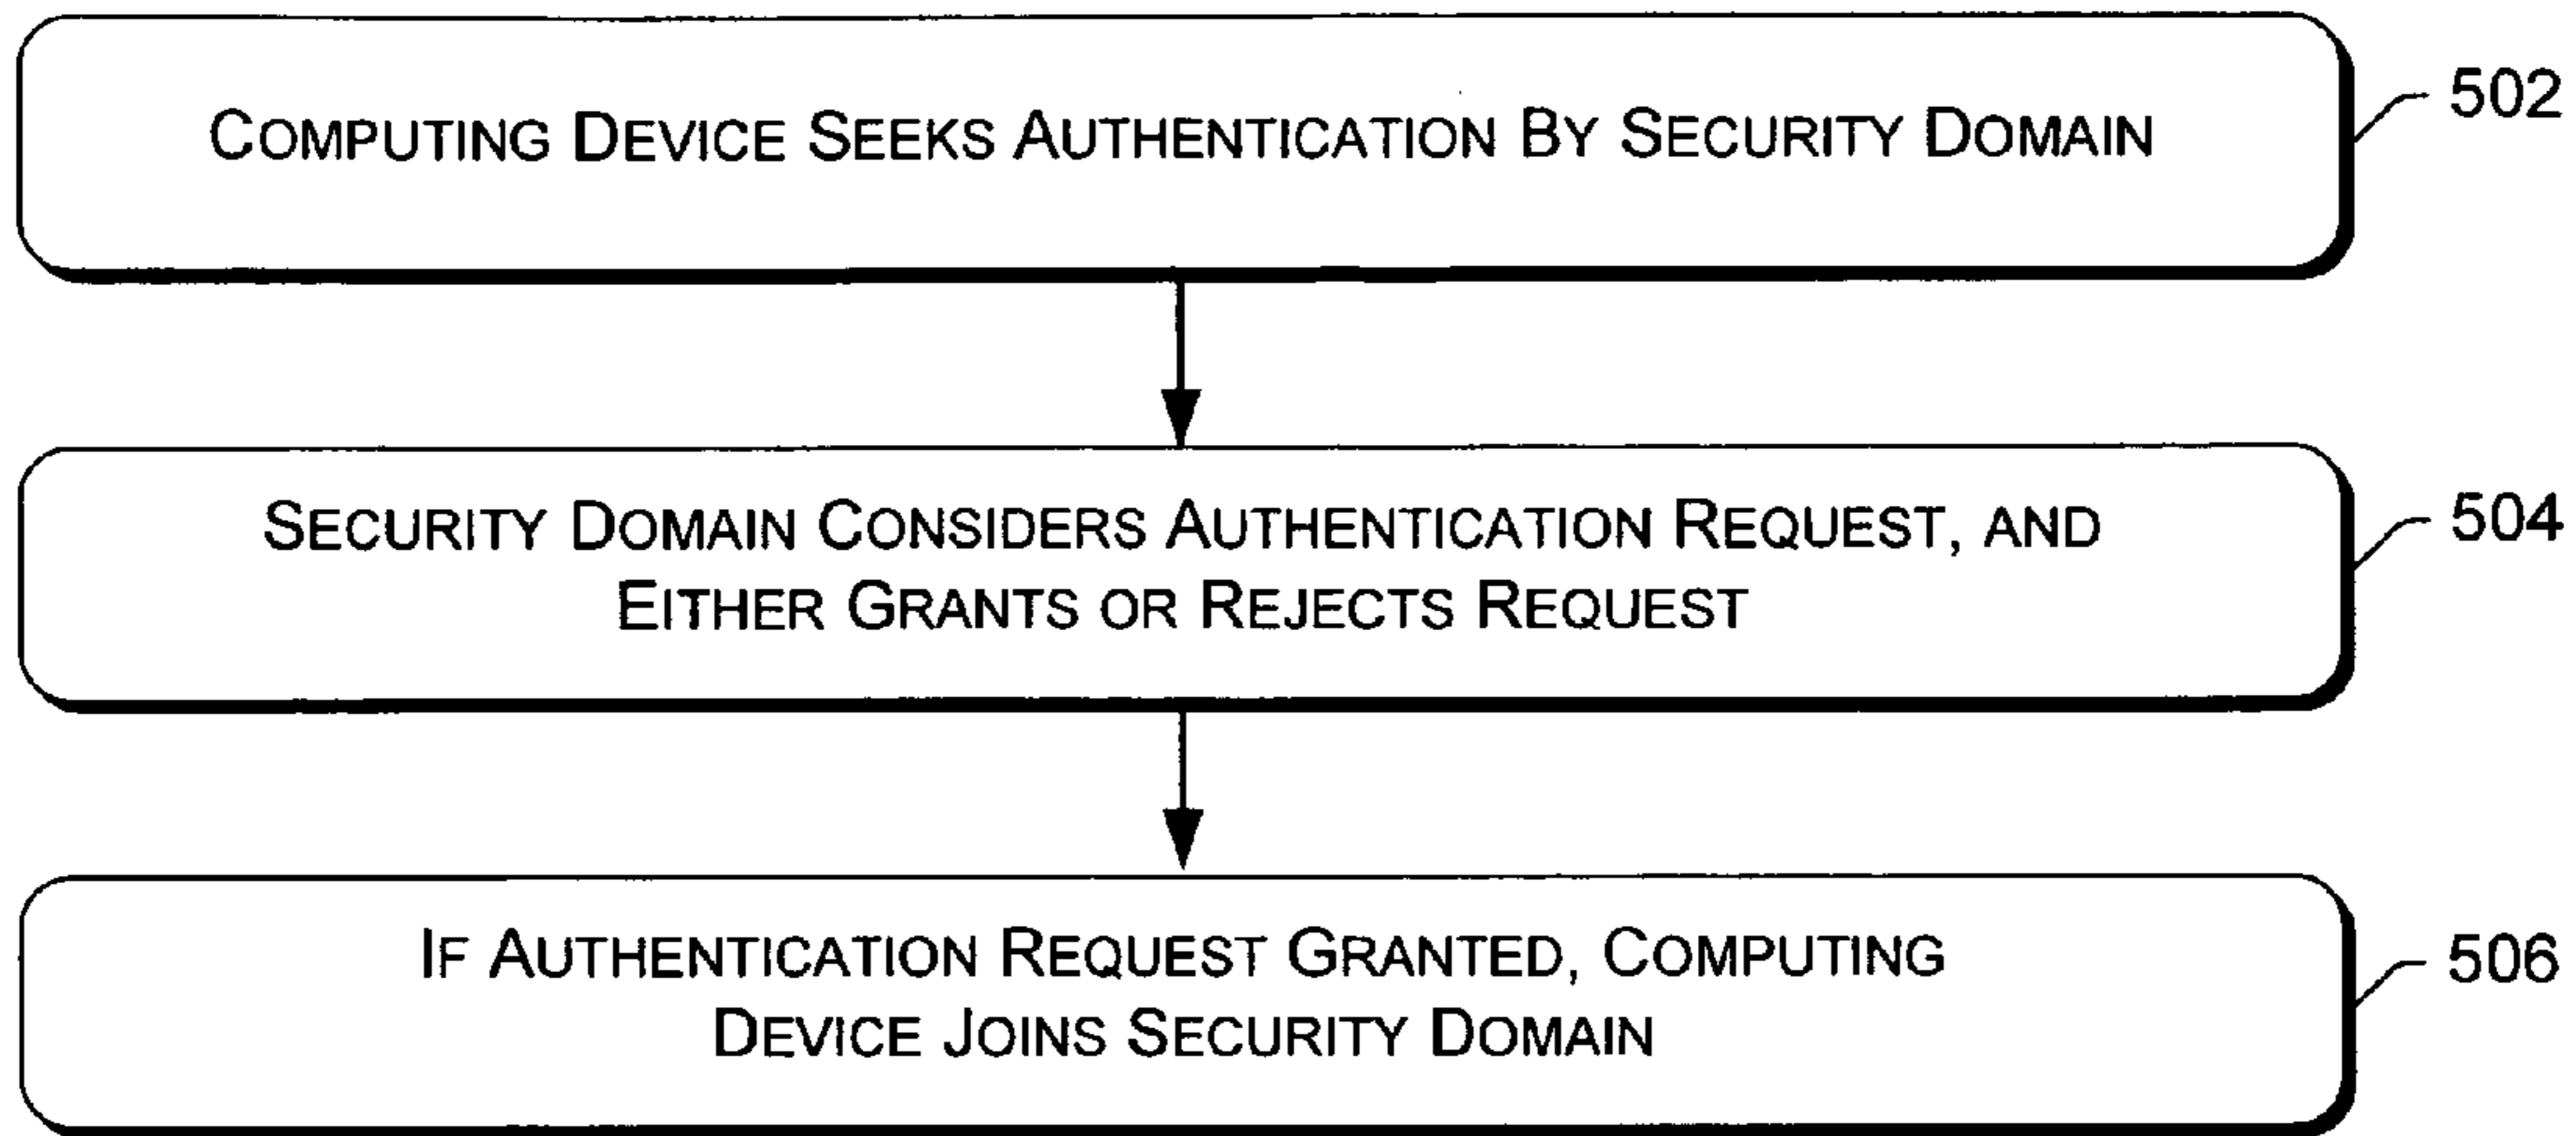 COMPUTING DEVICE SEEKS AUTHENTICATION BY SECURITY DOMAIN
502
SECURITY DOMAIN CONSIDERS AUTHENTICATION REQUEST, AND
EITHER GRANTS OR REJECTS REQUEST
504
IF AUTHENTICATION REQUEST GRANTED, COMPUTING
DEVICE JOINS SECURITY DOMAIN
506